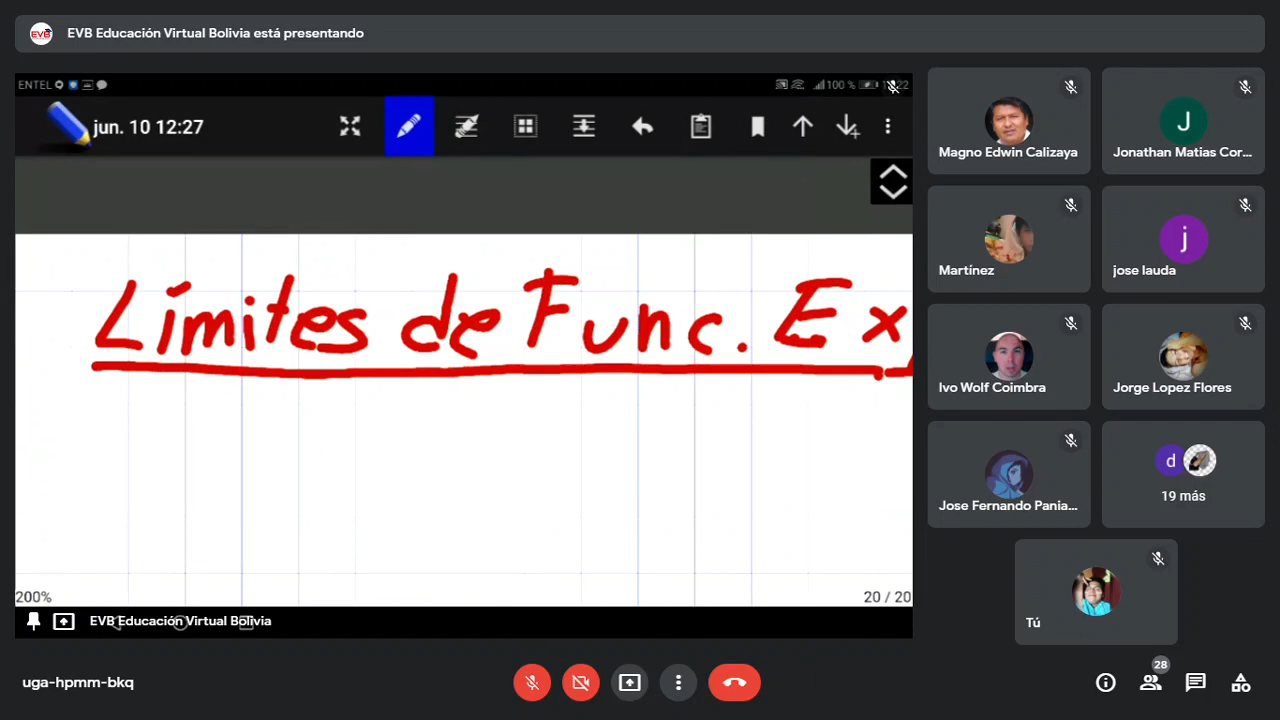 EVB Educación Virtual Bolivia está presentando
ENTEL
100 %
jun. 10 12:27
Límites de Func. Ex
200%
20 / 20
EVB Educación Virtual Bolivia
Magno Edwin Calizaya
Jonathan Matias Cor...
J
Martínez
jose lauda
j
Ivo Wolf Coimbra
Jorge Lopez Flores
Jose Fernando Pania...
d
19 más
Tú
uga-hpmm-bkq
28